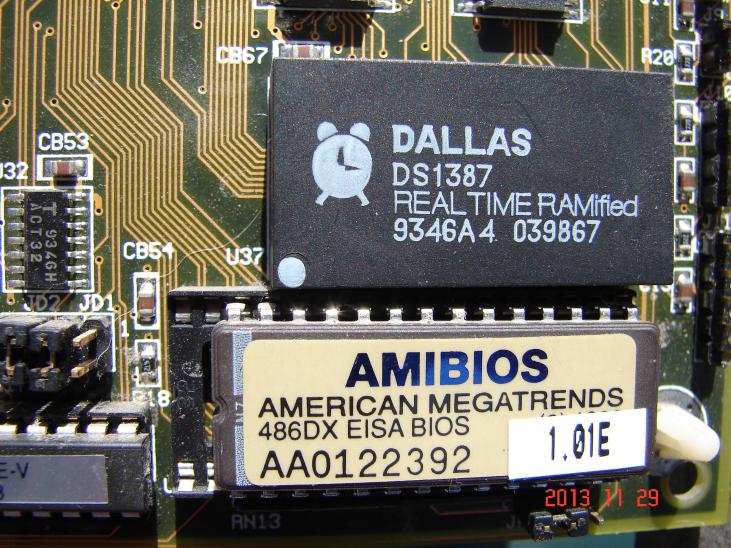 CB67
R20
DALLAS
DS1387
REAL TIME RAMified
9346A4 039867
CB53
9346H
ACT32
CB54
U37
JD2 JD1
AMIBIOS
AMERICAN MEGATRENDS
486DX EISA BIOS
1.01E
AA0122392
E-V
2013 11 29
RN13